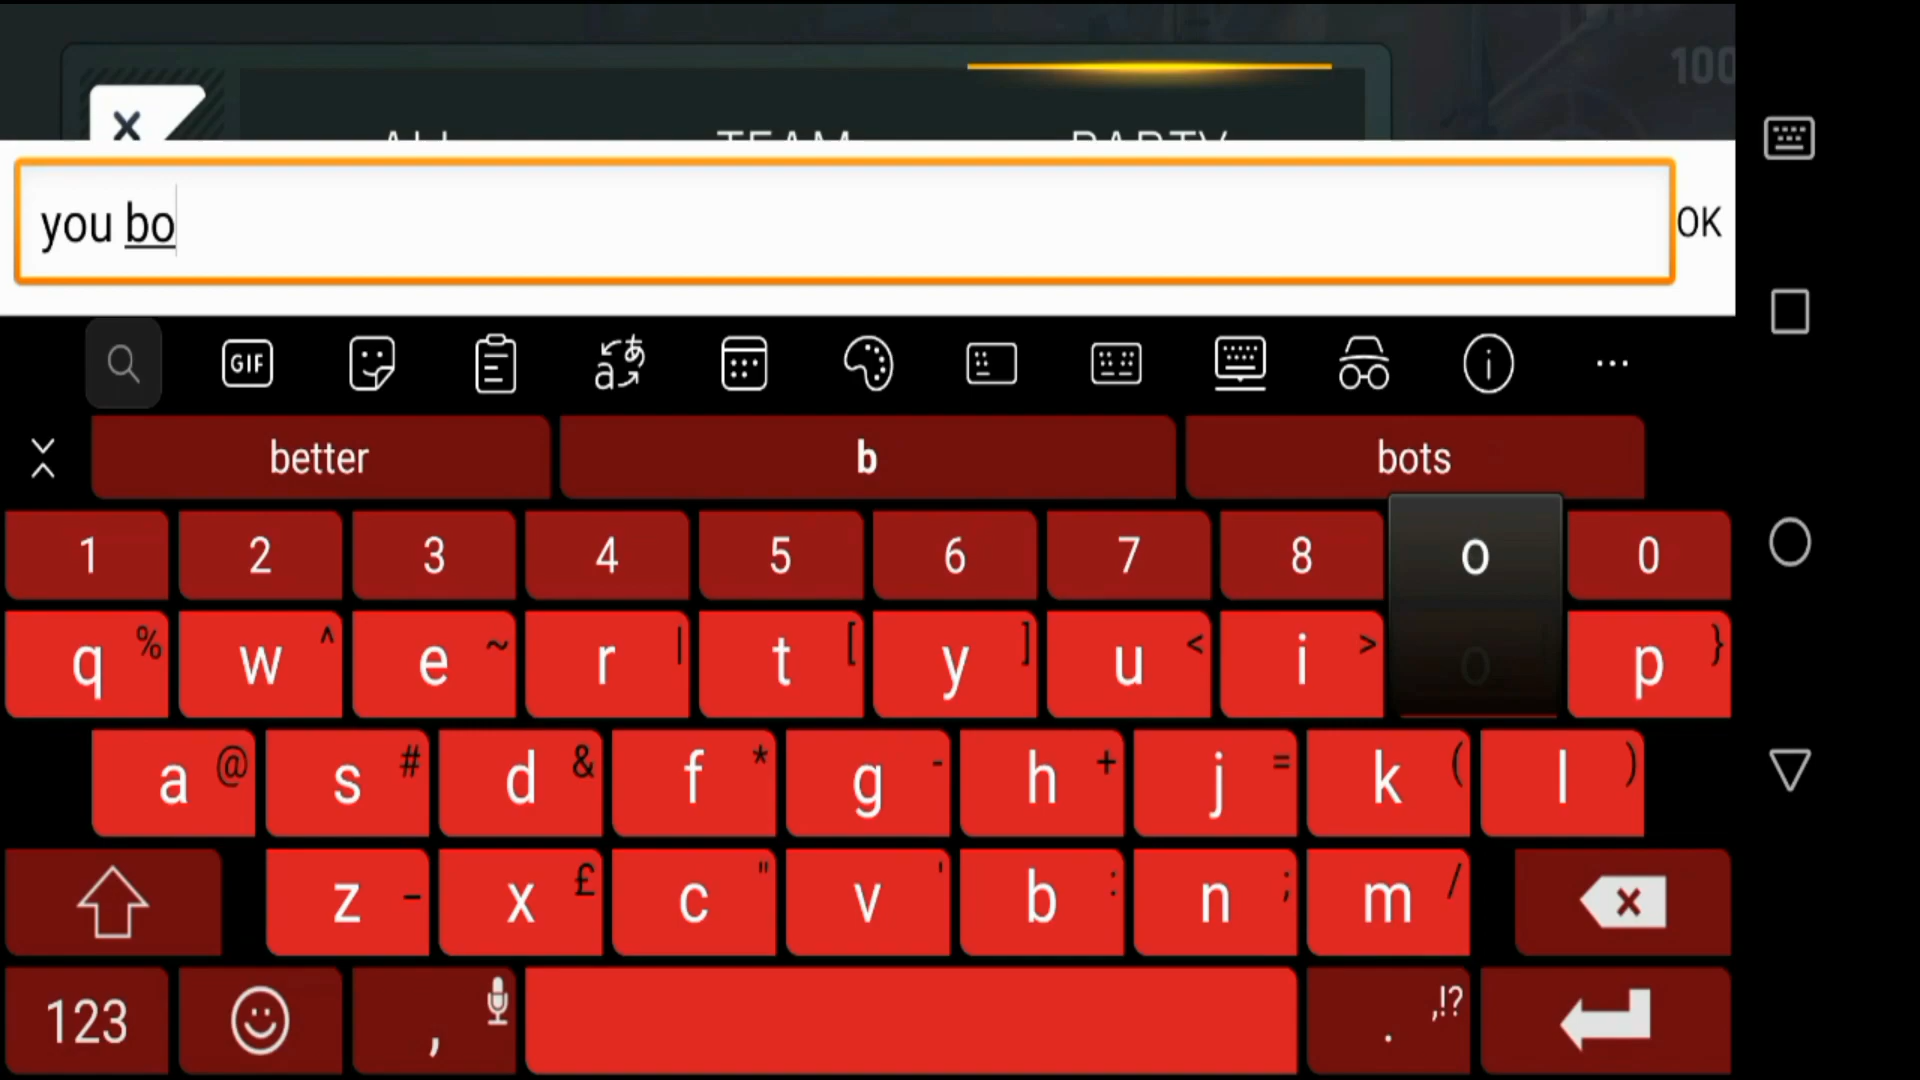 100
X
ALL TEAM PARTY
you bo
OK
GIF
a あ
better b bots
1 2 3 4 5 6 7 8 o 0
q % w ^ e ~ r | t [ y ] u < i > o p }
a @ s # d & f * g - h + j = k ( l )
z _ x £ c " v ' b : n ; m /
123 , . ,!?